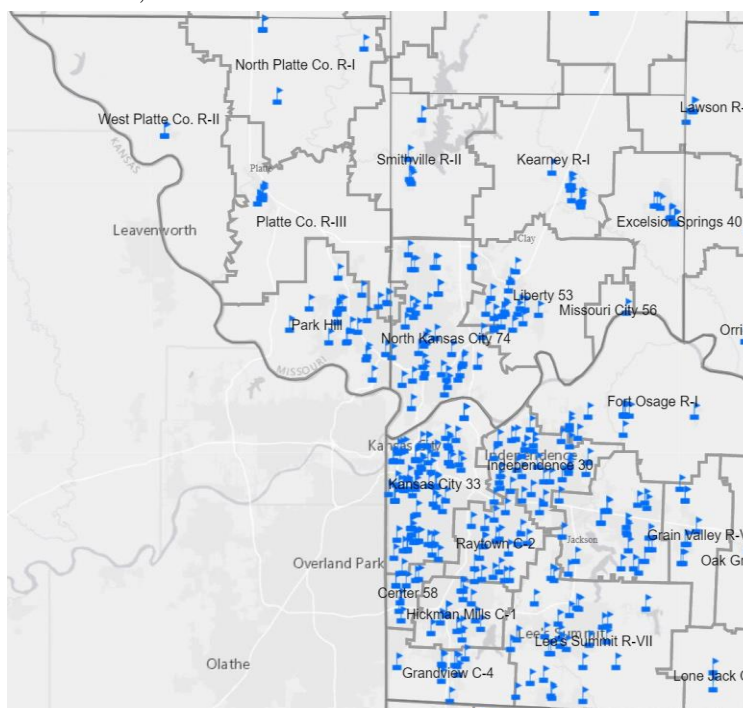 North Platte Co. R-I
West Platte Co. R-II
Lawson R-
KANSAS
Smithville R-II
Kearney R-I
Platte
Platte Co. R-III
Excelsior Springs 40
Leavenworth
Clay
Liberty 53
Missouri City 56
Park Hill
North Kansas City 74
Orri
MISSOURI
Fort Osage R-I
Kansas City
Independence
Independence 30
Kansas City 33
Grain Valley R-V
Raytown C-2
Jackson
Oak Gr
Overland Park
Center 58
Hickman Mills C-1
Lee's Summit
Lee's Summit R-VII
Olathe
Grandview C-4
Lone Jack C